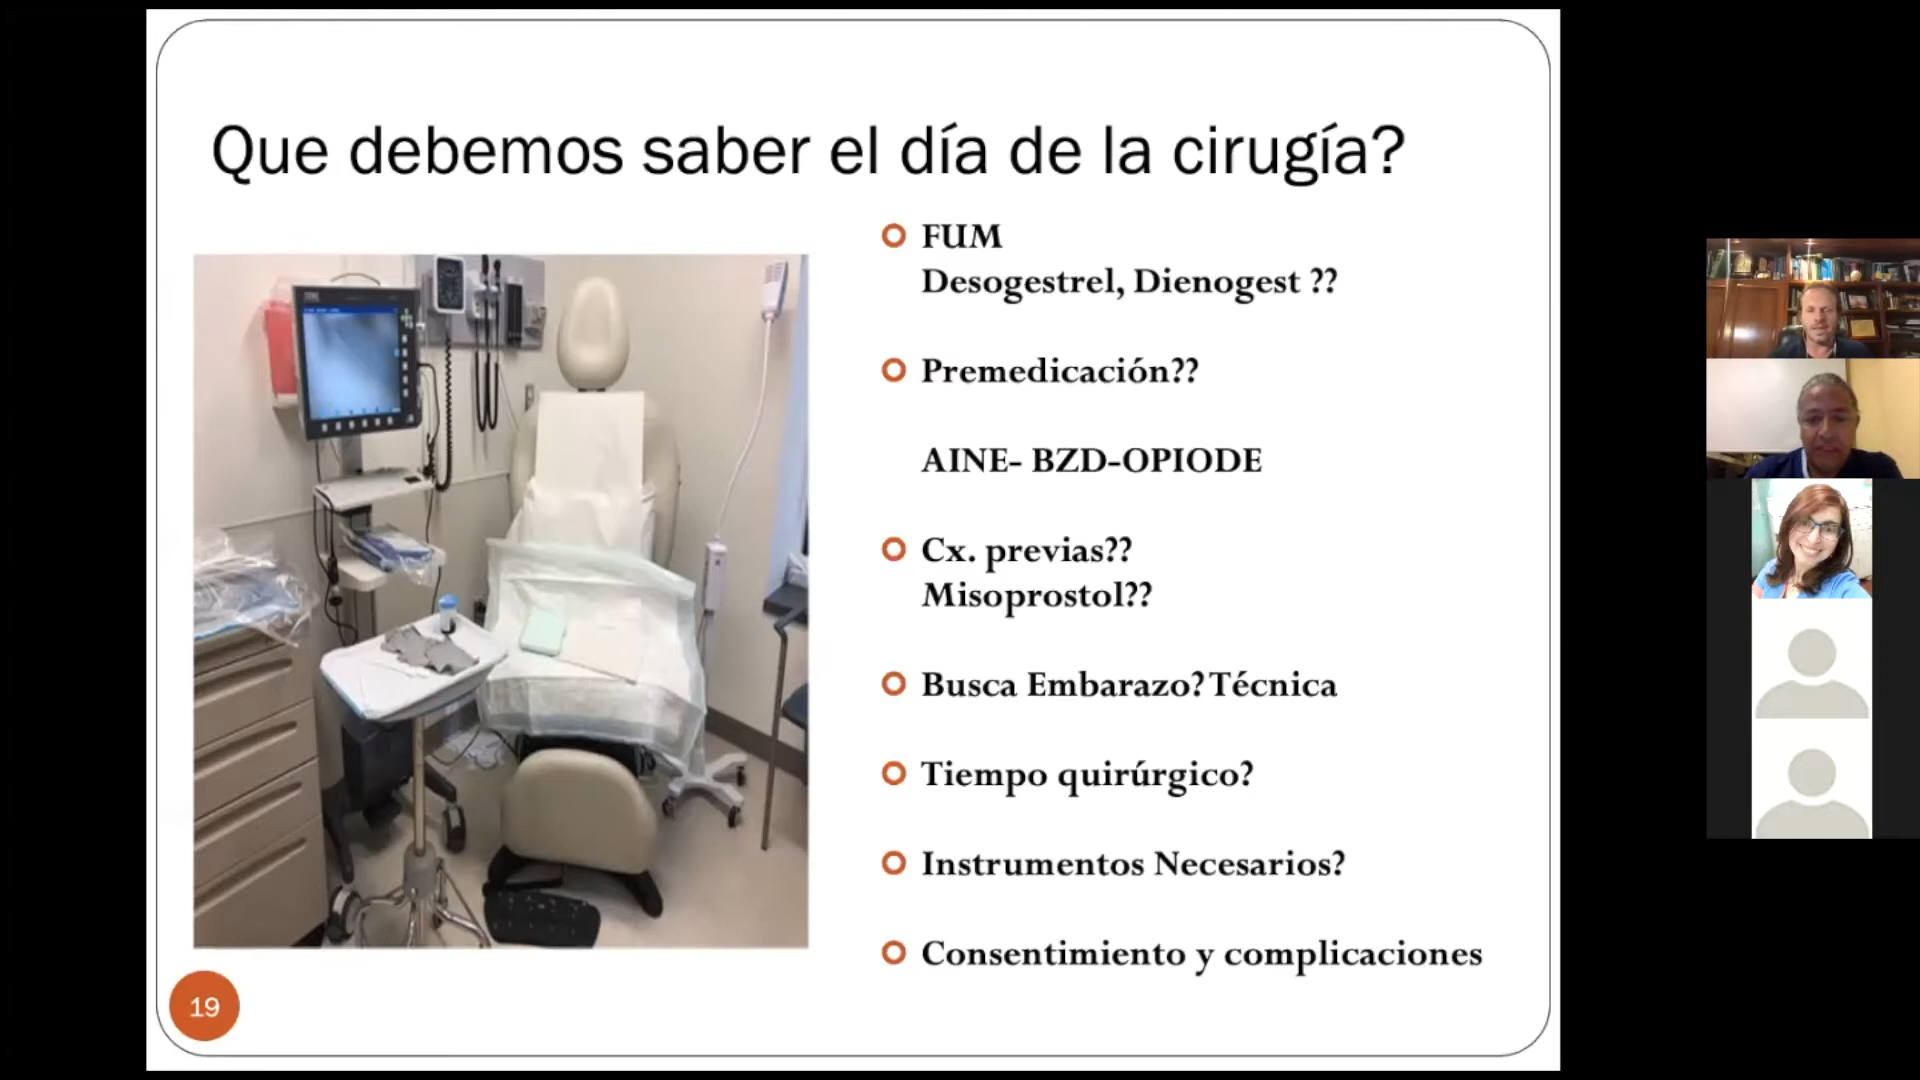 Que debemos saber el día de la cirugía?
FUM
Desogestrel, Dienogest ??
Premedicación??
AINE- BZD-OPIODE
Cx. previas??
Misoprostol??
Busca Embarazo? Técnica
Tiempo quirúrgico?
Instrumentos Necesarios?
Consentimiento y complicaciones
19